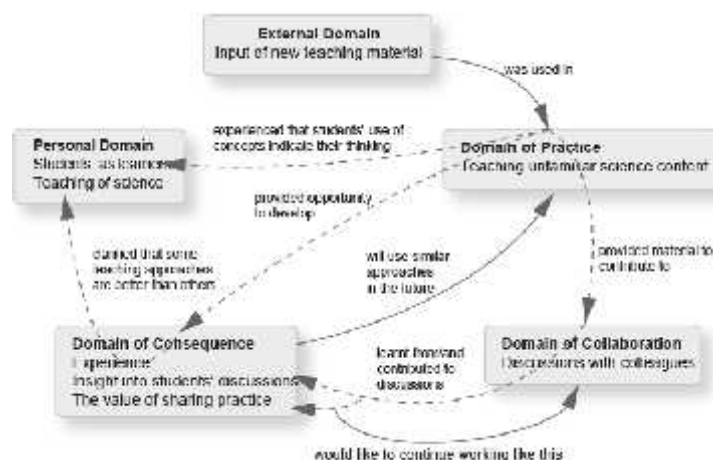 External Domain
Input of new teaching material
was used in
experienced that students' use of
concepts indicate their thinking
Personal Domain
Students as learners
Teaching of science
Domain of Practice
Teaching unfamiliar science content
provided opportunity
to develop
claimed that some
teaching approaches
are better than others
will use similar
approaches
in the future
provided material to
contribute to
Domain of Consequence
Experience
Insight into students' discussions
The value of sharing practice
learnt from/and
contributed to
discussions
Domain of Collaboration
Discussions with colleagues
would like to continue working like this